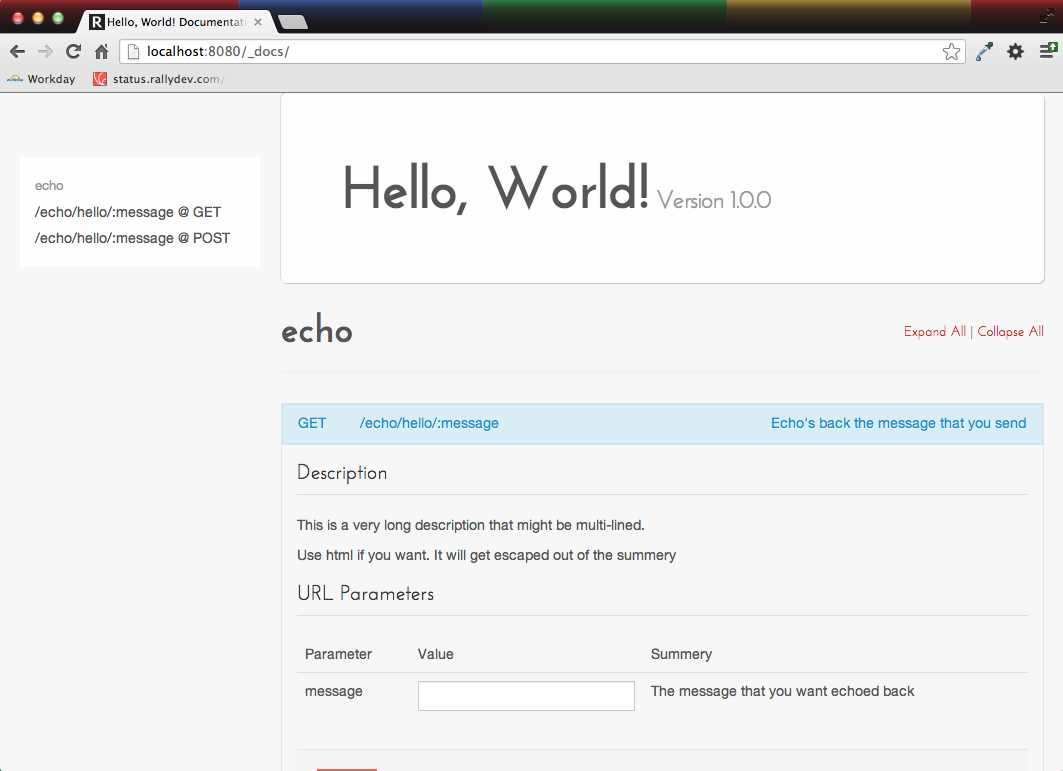 R Hello, World! Documentati
localhost:8080/_docs/
Workday
status.rallydev.com/
echo
/echo/hello/:message @ GET
/echo/hello/:message @ POST
Hello, World! Version 1.0.0
echo
Expand All | Collapse All
GET /echo/hello/:message Echo's back the message that you send
Description
This is a very long description that might be multi-lined.
Use html if you want. It will get escaped out of the summery
URL Parameters
Parameter Value Summery
message The message that you want echoed back